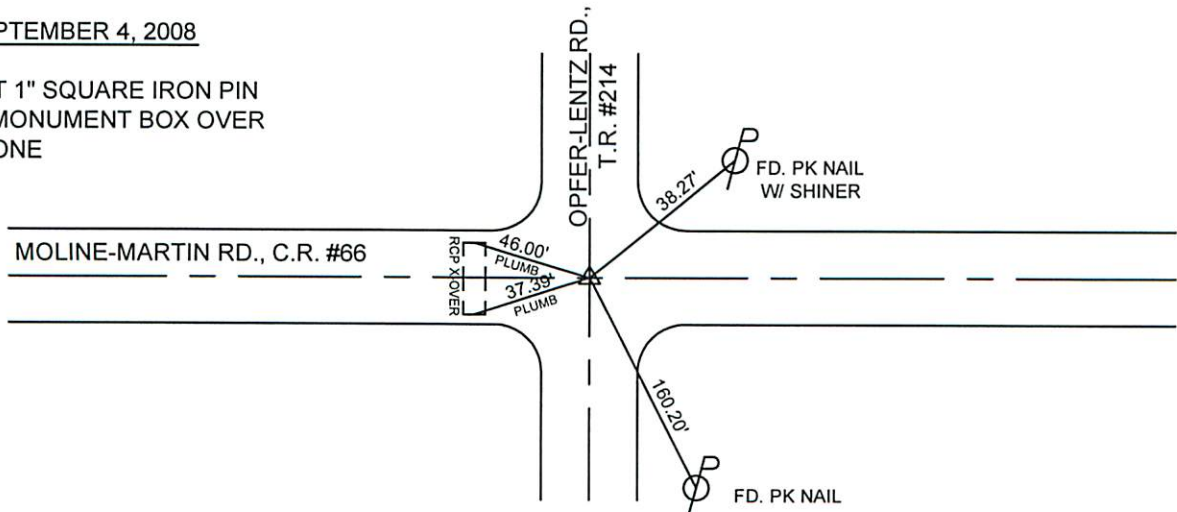 PTEMBER 4, 2008
T 1" SQUARE IRON PIN
MONUMENT BOX OVER
ONE
OPFER-LENTZ RD.,
T.R. #214
P
FD. PK NAIL
W/ SHINER
38.27'
MOLINE-MARTIN RD., C.R. #66
RCP X-OVER
46.00'
PLUMB
37.39'
PLUMB
160.20'
P
FD. PK NAIL